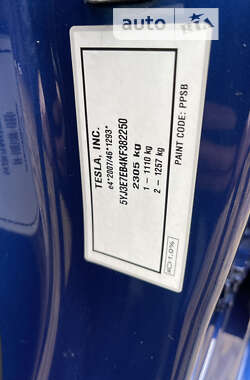 auto
TESLA, INC.
e4*2007/46*1293*
5YJ3E7EB4KF382250
2305 kg
1 - 1110 kg
2 - 1257 kg
PAINT CODE: PPSB